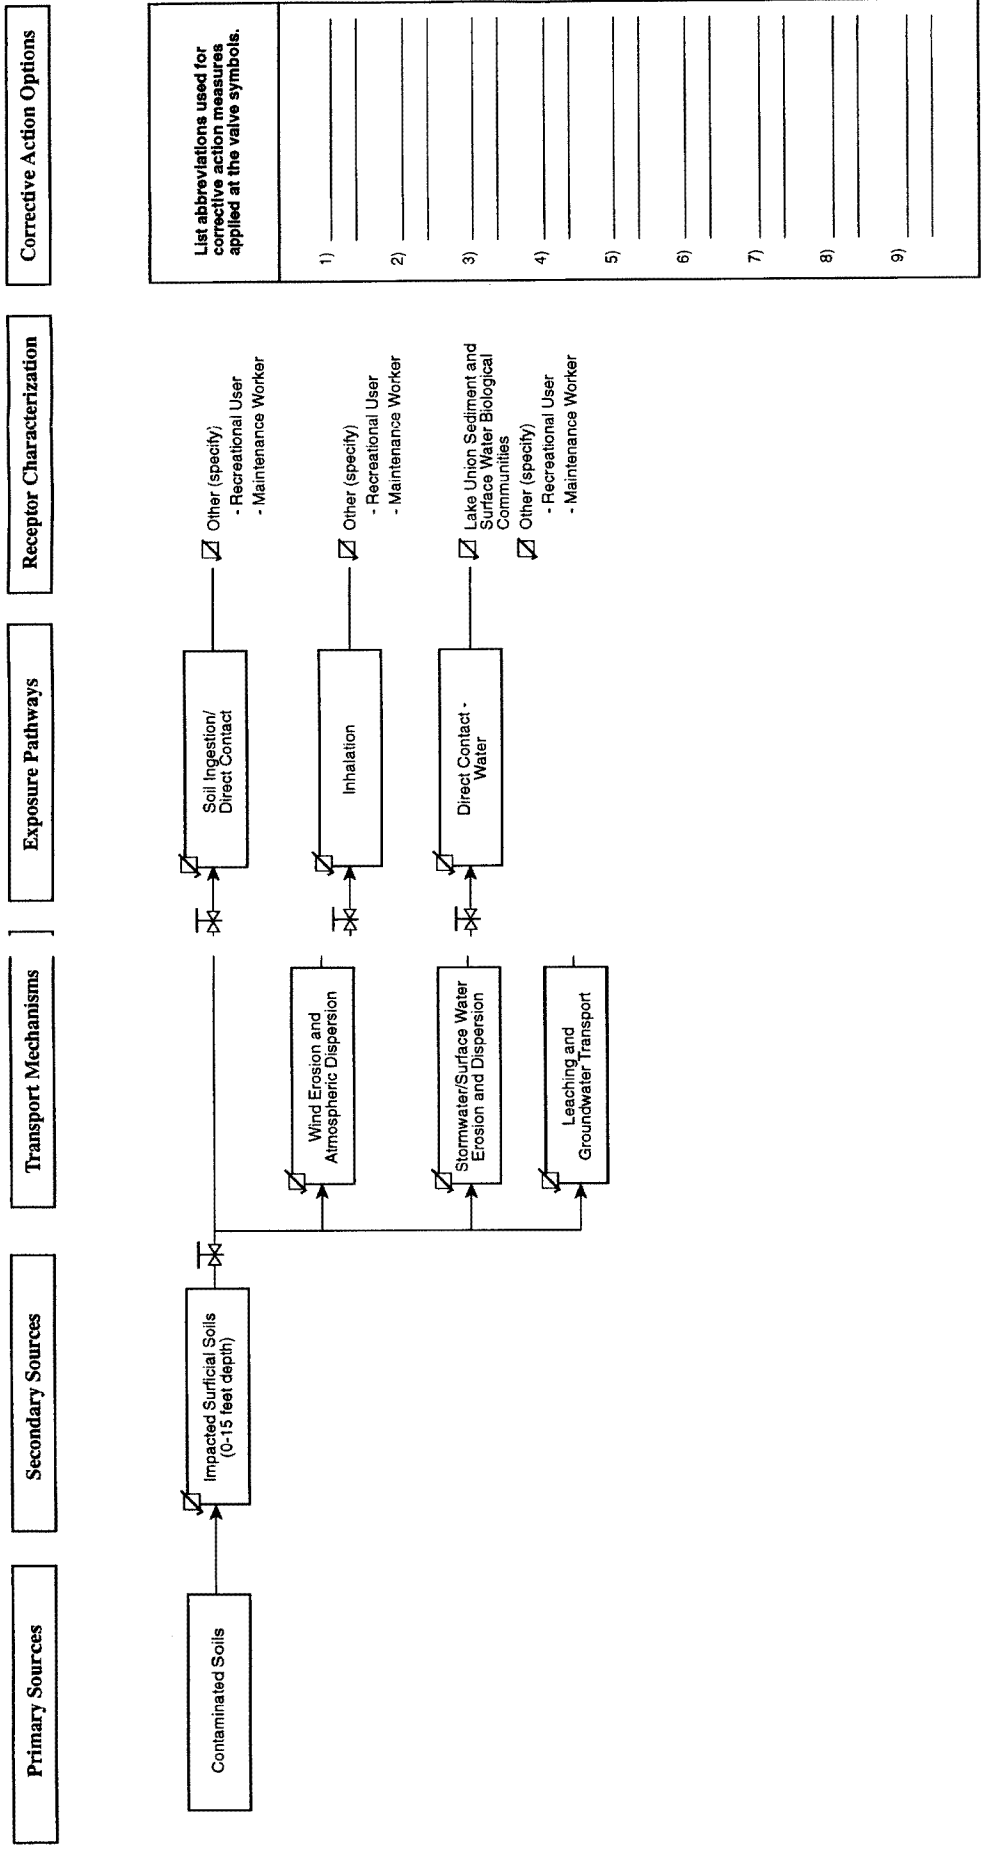 Primary Sources
Secondary Sources
Transport Mechanisms
Exposure Pathways
Receptor Characterization
Corrective Action Options
Contaminated Soils
Impacted Surficial Soils
(0-15 feet depth)
Wind Erosion and
Atmospheric Dispersion
Stormwater/Surface Water
Erosion and Dispersion
Leaching and
Groundwater Transport
Soil Ingestion/
Direct Contact
Inhalation
Direct Contact -
Water
Other (specify)
- Recreational User
- Maintenance Worker
Other (specify)
- Recreational User
- Maintenance Worker
Lake Union Sediment and
Surface Water Biological
Communities
Other (specify)
- Recreational User
- Maintenance Worker
List abbreviations used for
corrective action measures
applied at the valve symbols.
1)
2)
3)
4)
5)
6)
7)
8)
9)